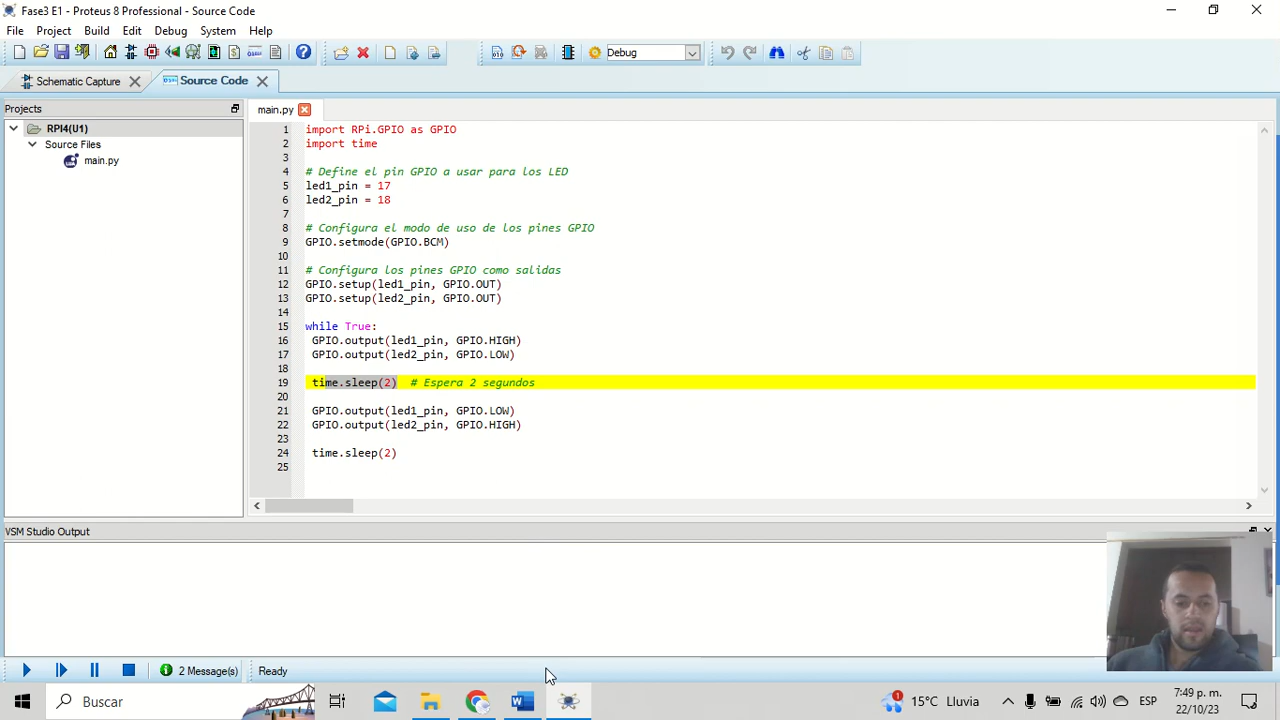 Fase3 E1 - Proteus 8 Professional - Source Code
File Project Build Edit Debug System Help
Debug
Schematic Capture Source Code
Projects
main.py
RPI4(U1)
Source Files
main.py
1 import RPi.GPIO as GPIO
2 import time
3
4 # Define el pin GPIO a usar para los LED
5 led1_pin = 17
6 led2_pin = 18
7
8 # Configura el modo de uso de los pines GPIO
9 GPIO.setmode(GPIO.BCM)
10
11 # Configura los pines GPIO como salidas
12 GPIO.setup(led1_pin, GPIO.OUT)
13 GPIO.setup(led2_pin, GPIO.OUT)
14
15 while True:
16 GPIO.output(led1_pin, GPIO.HIGH)
17 GPIO.output(led2_pin, GPIO.LOW)
18
19 time.sleep(2) # Espera 2 segundos
20
21 GPIO.output(led1_pin, GPIO.LOW)
22 GPIO.output(led2_pin, GPIO.HIGH)
23
24 time.sleep(2)
25
VSM Studio Output
2 Message(s) Ready
Buscar
1 15°C Lluvia ESP 7:49 p. m.
22/10/23